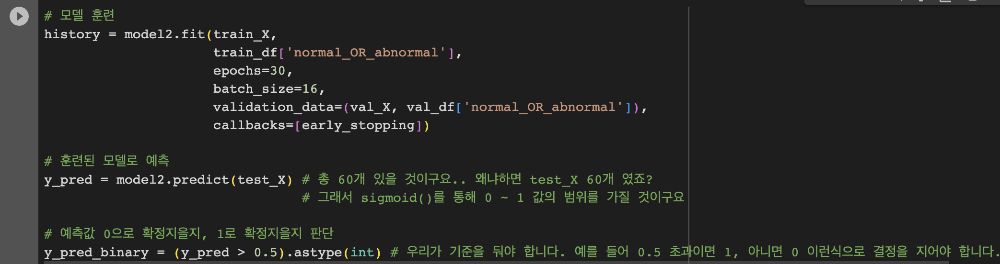 # 모델 훈련
history = model2.fit(train_X,
train_df['normal_OR_abnormal'],
epochs=30,
batch_size=16,
validation_data=(val_X, val_df['normal_OR_abnormal']),
callbacks=[early_stopping])
# 훈련된 모델로 예측
y_pred = model2.predict(test_X) # 총 60개 있을 것이구요.. 왜냐하면 test_X 60개 였죠?
# 그래서 sigmoid()를 통해 0 ~ 1 값의 범위를 가질 것이구요
# 예측값 0으로 확정지을지, 1로 확정지을지 판단
y_pred_binary = (y_pred > 0.5).astype(int) # 우리가 기준을 둬야 합니다. 예를 들어 0.5 초과이면 1, 아니면 0 이런식으로 결정을 지어야 합니다.